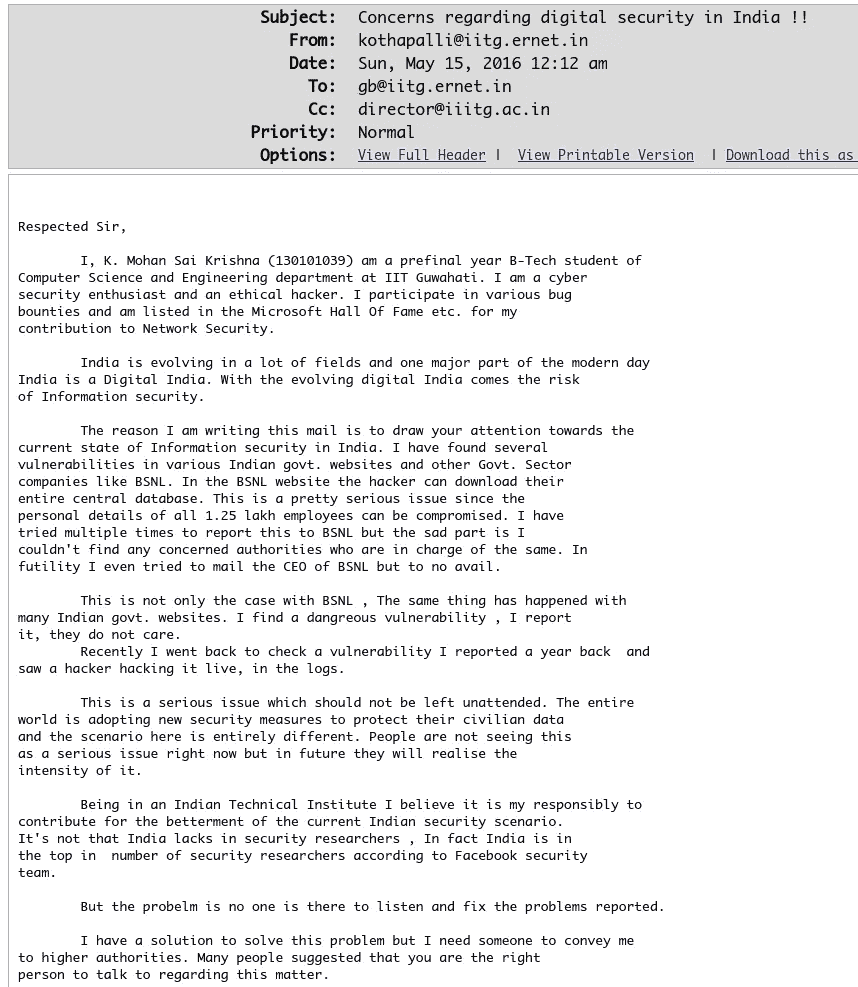 Subject: Concerns regarding digital security in India !!
From: kothapalli@iitg.ernet.in
Date: Sun, May 15, 2016 12:12 am
To: gb@iitg.ernet.in
Cc: director@iiitg.ac.in
Priority: Normal
Options: View Full Header | View Printable Version | Download this as
Respected Sir,
I, K. Mohan Sai Krishna (130101039) am a prefinal year B-Tech student of
Computer Science and Engineering department at IIT Guwahati. I am a cyber
security enthusiast and an ethical hacker. I participate in various bug
bounties and am listed in the Microsoft Hall Of Fame etc. for my
contribution to Network Security.
India is evolving in a lot of fields and one major part of the modern day
India is a Digital India. With the evolving digital India comes the risk
of Information security.
The reason I am writing this mail is to draw your attention towards the
current state of Information security in India. I have found several
vulnerabilities in various Indian govt. websites and other Govt. Sector
companies like BSNL. In the BSNL website the hacker can download their
entire central database. This is a pretty serious issue since the
personal details of all 1.25 lakh employees can be compromised. I have
tried multiple times to report this to BSNL but the sad part is I
couldn't find any concerned authorities who are in charge of the same. In
futility I even tried to mail the CEO of BSNL but to no avail.
This is not only the case with BSNL , The same thing has happened with
many Indian govt. websites. I find a dangreous vulnerability , I report
it, they do not care.
Recently I went back to check a vulnerability I reported a year back  and
saw a hacker hacking it live, in the logs.
This is a serious issue which should not be left unattended. The entire
world is adopting new security measures to protect their civilian data
and the scenario here is entirely different. People are not seeing this
as a serious issue right now but in future they will realise the
intensity of it.
Being in an Indian Technical Institute I believe it is my responsibly to
contribute for the betterment of the current Indian security scenario.
It's not that India lacks in security researchers , In fact India is in
the top in  number of security researchers according to Facebook security
team.
But the probelm is no one is there to listen and fix the problems reported.
I have a solution to solve this problem but I need someone to convey me
to higher authorities. Many people suggested that you are the right
person to talk to regarding this matter.